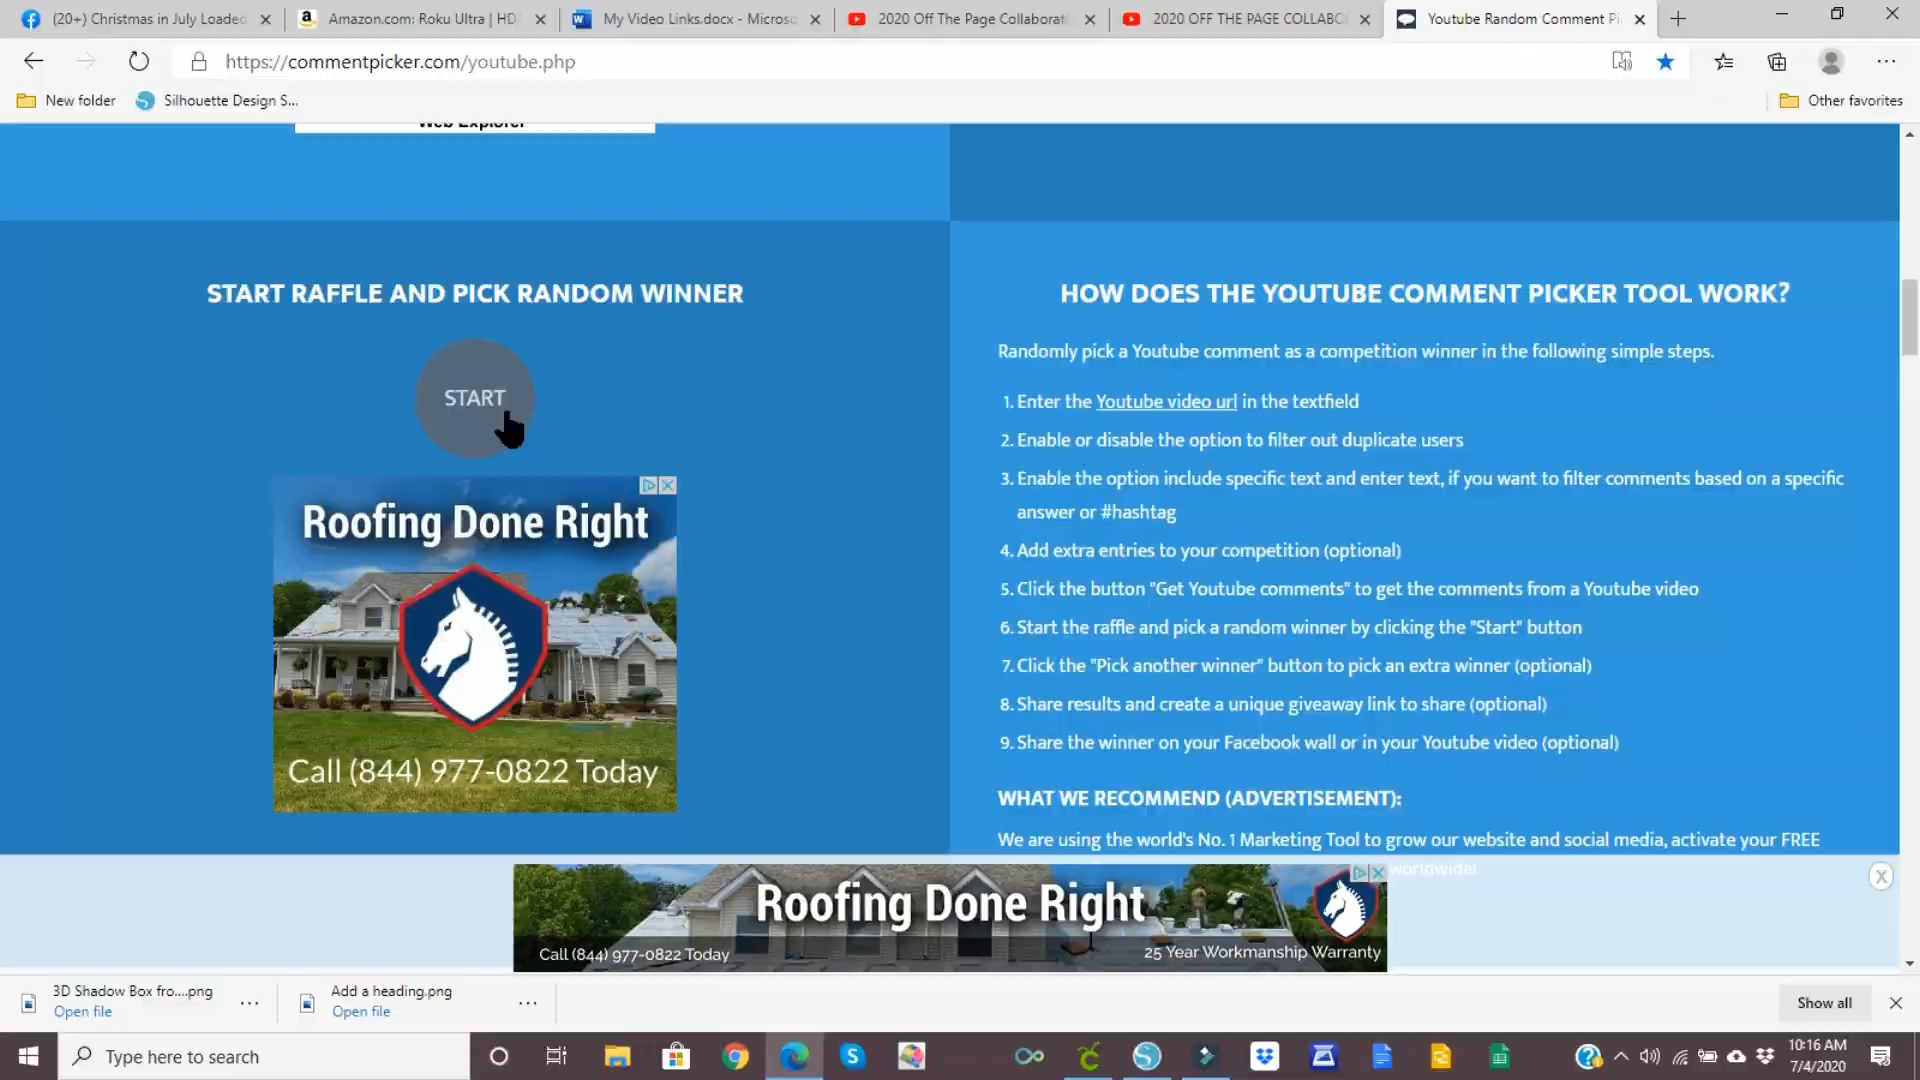 (20+) Christmas in July Loaded
Amazon.com: Roku Ultra | HD
My Video Links.docx - Microso
2020 Off The Page Collaborati
2020 OFF THE PAGE COLLABO
Youtube Random Comment Pi
https://commentpicker.com/youtube.php
New folder
Silhouette Design S...
Other favorites
Web Explorer
START RAFFLE AND PICK RANDOM WINNER
START
Roofing Done Right
Call (844) 977-0822 Today
HOW DOES THE YOUTUBE COMMENT PICKER TOOL WORK?
Randomly pick a Youtube comment as a competition winner in the following simple steps.
1. Enter the Youtube video url in the textfield
2. Enable or disable the option to filter out duplicate users
3. Enable the option include specific text and enter text, if you want to filter comments based on a specific
answer or #hashtag
4. Add extra entries to your competition (optional)
5. Click the button "Get Youtube comments" to get the comments from a Youtube video
6. Start the raffle and pick a random winner by clicking the "Start" button
7. Click the "Pick another winner" button to pick an extra winner (optional)
8. Share results and create a unique giveaway link to share (optional)
9. Share the winner on your Facebook wall or in your Youtube video (optional)
WHAT WE RECOMMEND (ADVERTISEMENT):
We are using the world's No. 1 Marketing Tool to grow our website and social media, activate your FREE
worldwide!
Roofing Done Right
Call (844) 977-0822 Today
25 Year Workmanship Warranty
3D Shadow Box fro....png
Open file
Add a heading.png
Open file
Show all
Type here to search
10:16 AM
7/4/2020